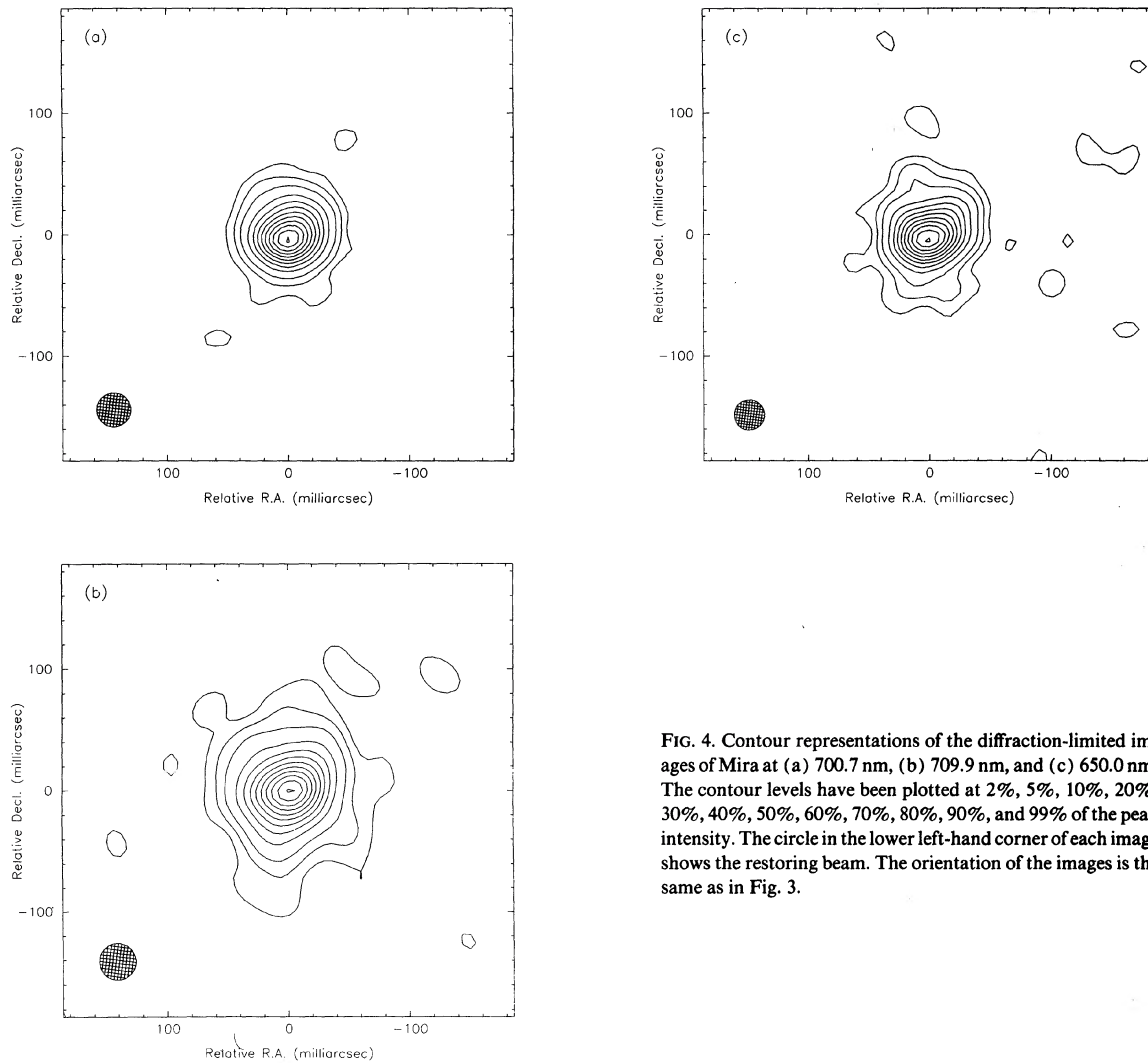 (a)
100
0
−100
Relative Decl. (milliarcsec)
100
0
−100
Relative R.A. (milliarcsec)
(c)
100
0
−100
Relative Decl. (milliarcsec)
100
0
−100
Relative R.A. (milliarcsec)
(b)
100
0
−100
Relative Decl. (milliarcsec)
100
0
−100
Relative R.A. (milliarcsec)
FIG. 4. Contour representations of the diffraction-limited im-
ages of Mira at (a) 700.7 nm, (b) 709.9 nm, and (c) 650.0 nm
The contour levels have been plotted at 2%, 5%, 10%, 20%
30%, 40%, 50%, 60%, 70%, 80%, 90%, and 99% of the pea
intensity. The circle in the lower left-hand corner of each imag
shows the restoring beam. The orientation of the images is th
same as in Fig. 3.